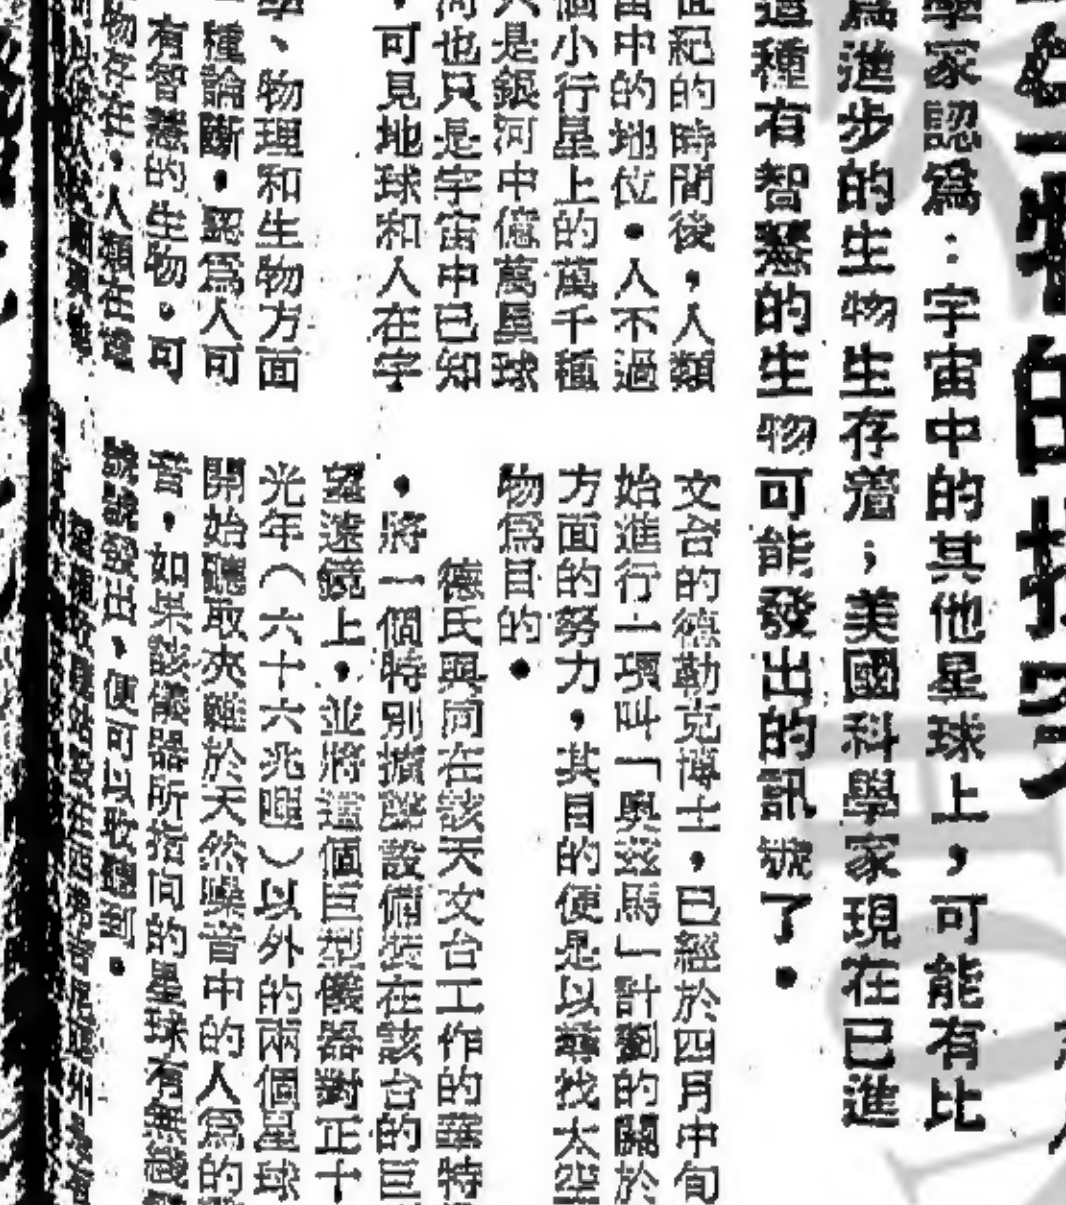 生物的探
學家認爲：宇宙中的其他星球上，可能有比
爲進步的生物生存着；美國科學家現在已進
這種有智慧的生物可能發出的訊號了。
世紀的時間後，人類
宙中的地位。人不過
個小行星上的萬千種
只是銀河中億萬星球
河也只是宇宙中已知
，可見地球和人在宇
學、物理和生物方面
種論斷，認爲人可
有智慧的生物。可
物存在，人類在
文台的德勒克博士，已經於四月中旬
始進行一項叫「奧茲馬」計劃的關於
方面的努力，其目的便是以尋找太空
物爲目的。
德氏與同在該天文台工作的華特
，將一個特別擴聲設備裝在該台的巨
望遠鏡上，並將這個巨型儀器對正十
光年（六十六兆哩）以外的兩個星球
開始聽取夾雜於天然噪音中的人爲的
音，如果該儀器所指向的星球有無線
號發出，便可以收聽到。